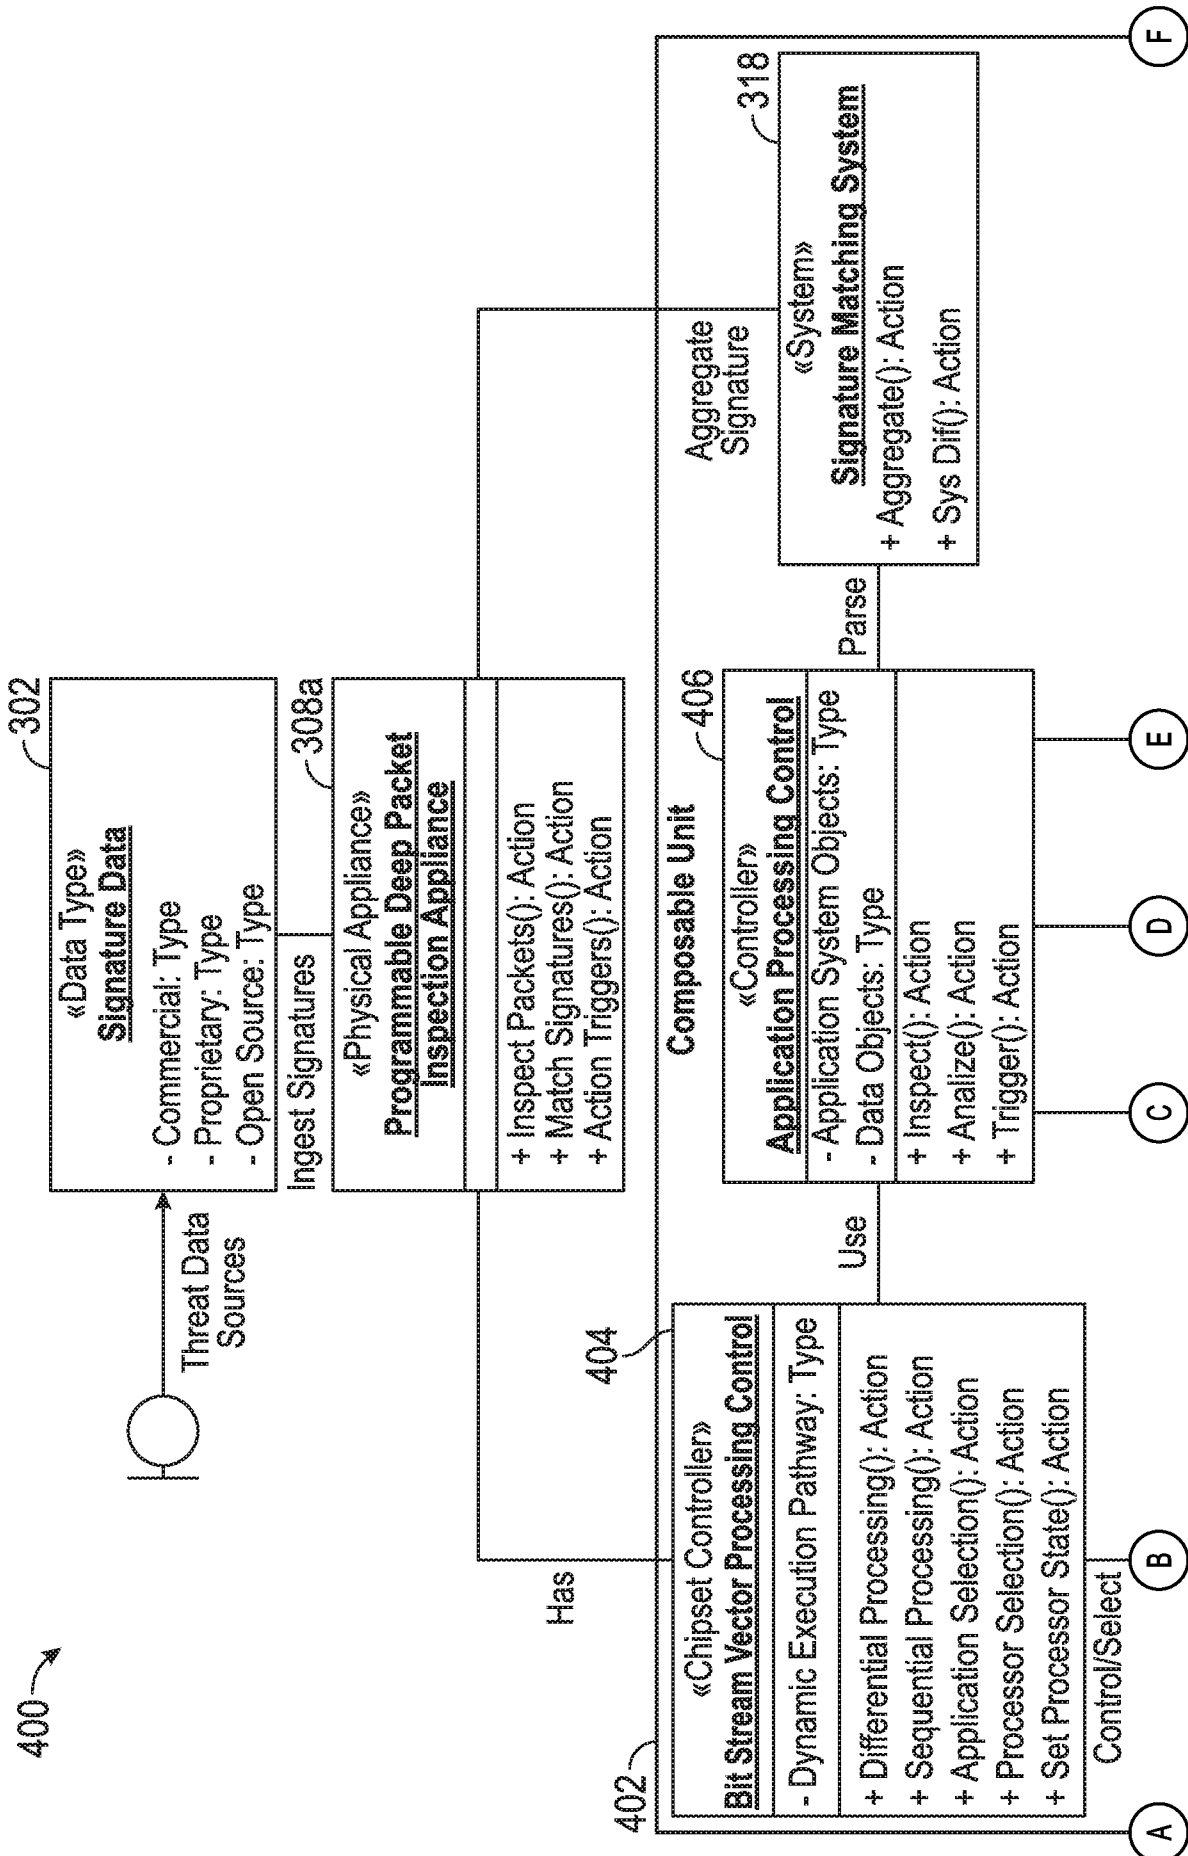 400
Threat Data
Sources
302
«Data Type»
Signature Data
- Commercial: Type
- Proprietary: Type
- Open Source: Type
Ingest Signatures
308a
«Physical Appliance»
Programmable Deep Packet
Inspection Appliance
+ Inspect Packets(): Action
+ Match Signatures(): Action
+ Action Triggers(): Action
Has
Aggregate
Signature
402
Composable Unit
404
«Chipset Controller»
Bit Stream Vector Processing Control
- Dynamic Execution Pathway: Type
+ Differential Processing(): Action
+ Sequential Processing(): Action
+ Application Selection(): Action
+ Processor Selection(): Action
+ Set Processor State(): Action
Use
406
«Controller»
Application Processing Control
- Application System Objects: Type
- Data Objects: Type
+ Inspect(): Action
+ Analize(): Action
+ Trigger(): Action
Parse
318
«System»
Signature Matching System
+ Aggregate(): Action
+ Sys Dif(): Action
Control/Select
A
B
C
D
E
F